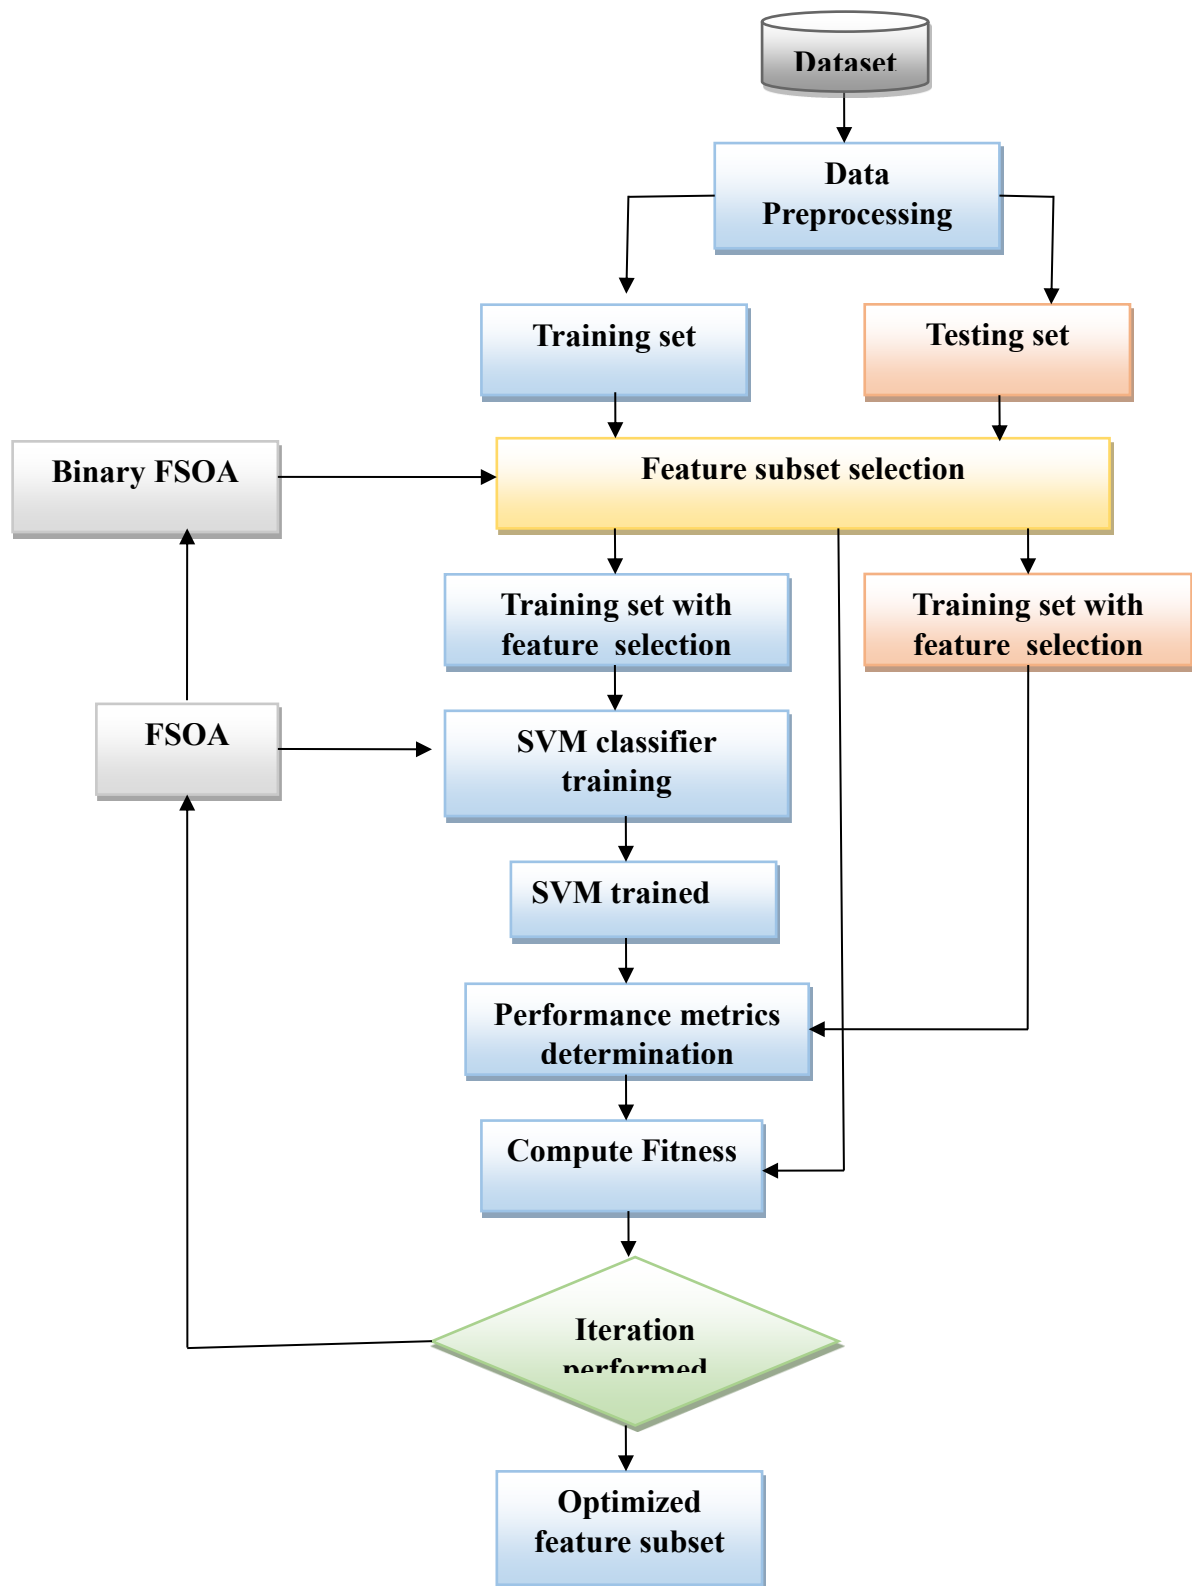 Dataset
Data
Preprocessing
Training set
Testing set
Binary FSOA
Feature subset selection
Training set with
feature selection
Training set with
feature selection
FSOA
SVM classifier
training
SVM trained
Performance metrics
determination
Compute Fitness
Iteration
performed
Optimized
feature subset